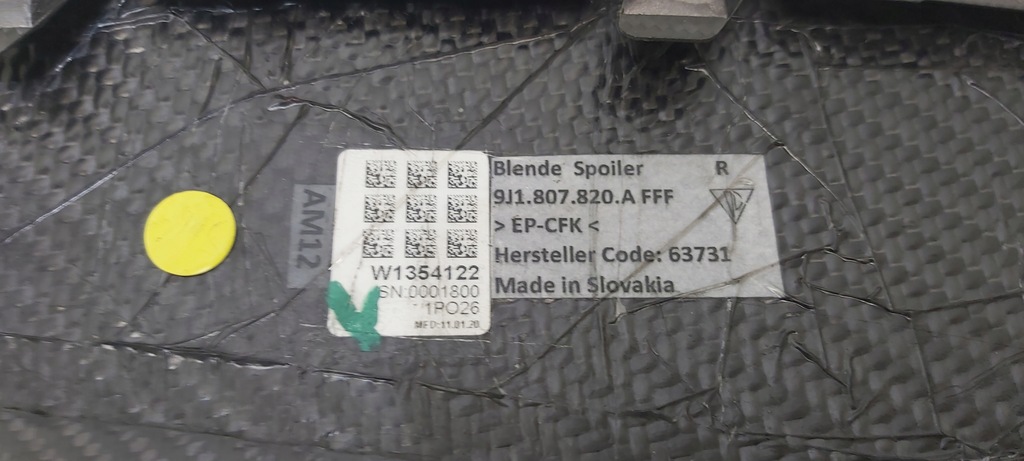 AM12
W1354122
SN:0001800
1PO26
MFD:11.01.20.
Blende Spoiler R
9J1.807.820.A FFF
> EP-CFK <
Hersteller Code: 63731
Made in Slovakia